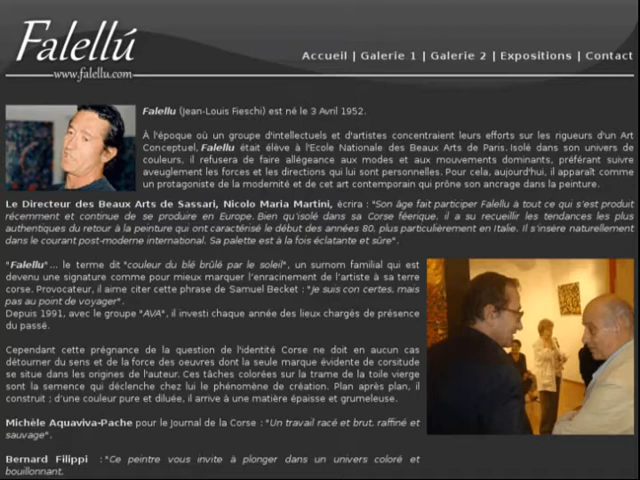 Falellú
www.falellu.com
Accueil | Galerie 1 | Galerie 2 | Expositions | Contact
Falellu (Jean-Louis Fieschi) est né le 3 Avril 1952.
À l'époque où un groupe d'intellectuels et d'artistes concentraient leurs efforts sur les rigueurs d'un Art
Conceptuel, Falellu était élève à l'Ecole Nationale des Beaux Arts de Paris. Isolé dans son univers de
couleurs, il refusera de faire allégeance aux modes et aux mouvements dominants, préférant suivre
aveuglement les forces et les directions qui lui sont personnelles. Pour cela, aujourd'hui, il apparaît comme
un protagoniste de la modernité et de cet art contemporain qui prône son ancrage dans la peinture.
Le Directeur des Beaux Arts de Sassari, Nicolo Maria Martini, écrira : "Son âge fait participer Falellu à tout ce qui s'est produit
récemment et continue de se produire en Europe. Bien qu'isolé dans sa Corse féerique, il a su recueillir les tendances les plus
authentiques du retour à la peinture qui ont caractérisé le début des années 80, plus particulièrement en Italie. Il s'insère naturellement
dans le courant post-moderne international. Sa palette est à la fois éclatante et sûre".
"Falellu"... le terme dit "couleur du blé brûlé par le soleil", un surnom familial qui est
devenu une signature comme pour mieux marquer l'enracinement de l'artiste à sa terre
corse. Provocateur, il aime citer cette phrase de Samuel Becket : "Je suis con certes, mais
pas au point de voyager".
Depuis 1991, avec le groupe "AVA", il investi chaque année des lieux chargés de présence
du passé.
Cependant cette prégnance de la question de l'identité Corse ne doit en aucun cas
détourner du sens et de la force des oeuvres dont la seule marque évidente de corsitude
se situe dans les origines de l'auteur. Ces tâches colorées sur la trame de la toile vierge
sont la semence qui déclenche chez lui le phénomène de création. Plan après plan, il
construit ; d'une couleur pure et diluée, il arrive à une matière épaisse et grumeleuse.
Michèle Aquaviva-Pache pour le Journal de la Corse : "Un travail racé et brut, raffiné et
sauvage".
Bernard Filippi : "Ce peintre vous invite à plonger dans un univers coloré et
bouillonnant.